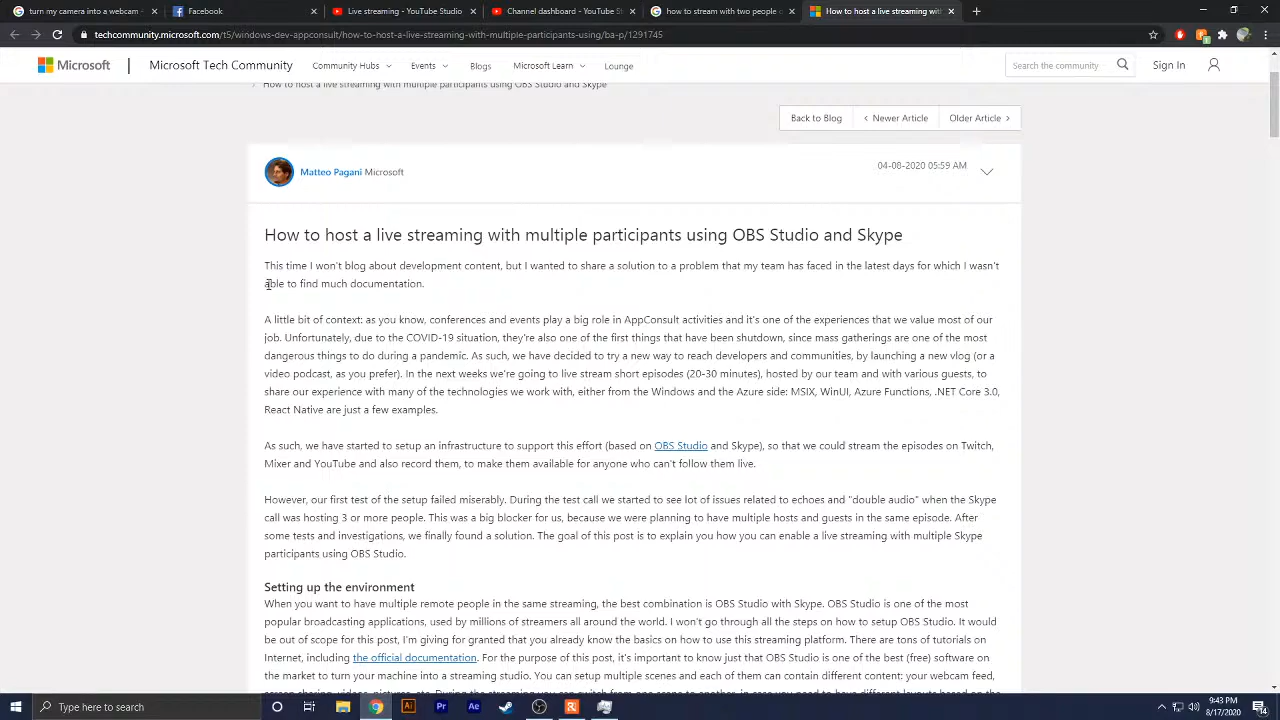 turn my camera into a webcam
Facebook
Live streaming - YouTube Studio
Channel dashboard - YouTube St
how to stream with two people o
How to host a live streaming with
techcommunity.microsoft.com/t5/windows-dev-appconsult/how-to-host-a-live-streaming-with-multiple-participants-using/ba-p/1291745
Microsoft
Microsoft Tech Community
Community Hubs
Events
Blogs
Microsoft Learn
Lounge
Search the community
Sign In
How to host a live streaming with multiple participants using OBS Studio and Skype
Back to Blog
< Newer Article
Older Article >
Matteo Pagani Microsoft
04-08-2020 05:59 AM
How to host a live streaming with multiple participants using OBS Studio and Skype
This time I won't blog about development content, but I wanted to share a solution to a problem that my team has faced in the latest days for which I wasn't
able to find much documentation.
A little bit of context: as you know, conferences and events play a big role in AppConsult activities and it's one of the experiences that we value most of our
job. Unfortunately, due to the COVID-19 situation, they're also one of the first things that have been shutdown, since mass gatherings are one of the most
dangerous things to do during a pandemic. As such, we have decided to try a new way to reach developers and communities, by launching a new vlog (or a
video podcast, as you prefer). In the next weeks we're going to live stream short episodes (20-30 minutes), hosted by our team and with various guests, to
share our experience with many of the technologies we work with, either from the Windows and the Azure side: MSIX, WinUI, Azure Functions, .NET Core 3.0,
React Native are just a few examples.
As such, we have started to setup an infrastructure to support this effort (based on OBS Studio and Skype), so that we could stream the episodes on Twitch,
Mixer and YouTube and also record them, to make them available for anyone who can't follow them live.
However, our first test of the setup failed miserably. During the test call we started to see lot of issues related to echoes and "double audio" when the Skype
call was hosting 3 or more people. This was a big blocker for us, because we were planning to have multiple hosts and guests in the same episode. After
some tests and investigations, we finally found a solution. The goal of this post is to explain you how you can enable a live streaming with multiple Skype
participants using OBS Studio.
Setting up the environment
When you want to have multiple remote people in the same streaming, the best combination is OBS Studio with Skype. OBS Studio is one of the most
popular broadcasting applications, used by millions of streamers all around the world. I won't go through all the steps on how to setup OBS Studio. It would
be out of scope for this post, I'm giving for granted that you already know the basics on how to use this streaming platform. There are tons of tutorials on
Internet, including the official documentation. For the purpose of this post, it's important to know just that OBS Studio is one of the best (free) software on
the market to turn your machine into a streaming studio. You can setup multiple scenes and each of them can contain different content: your webcam feed,
Type here to search
Ai
Pr
Ae
9:43 PM
8/17/2020